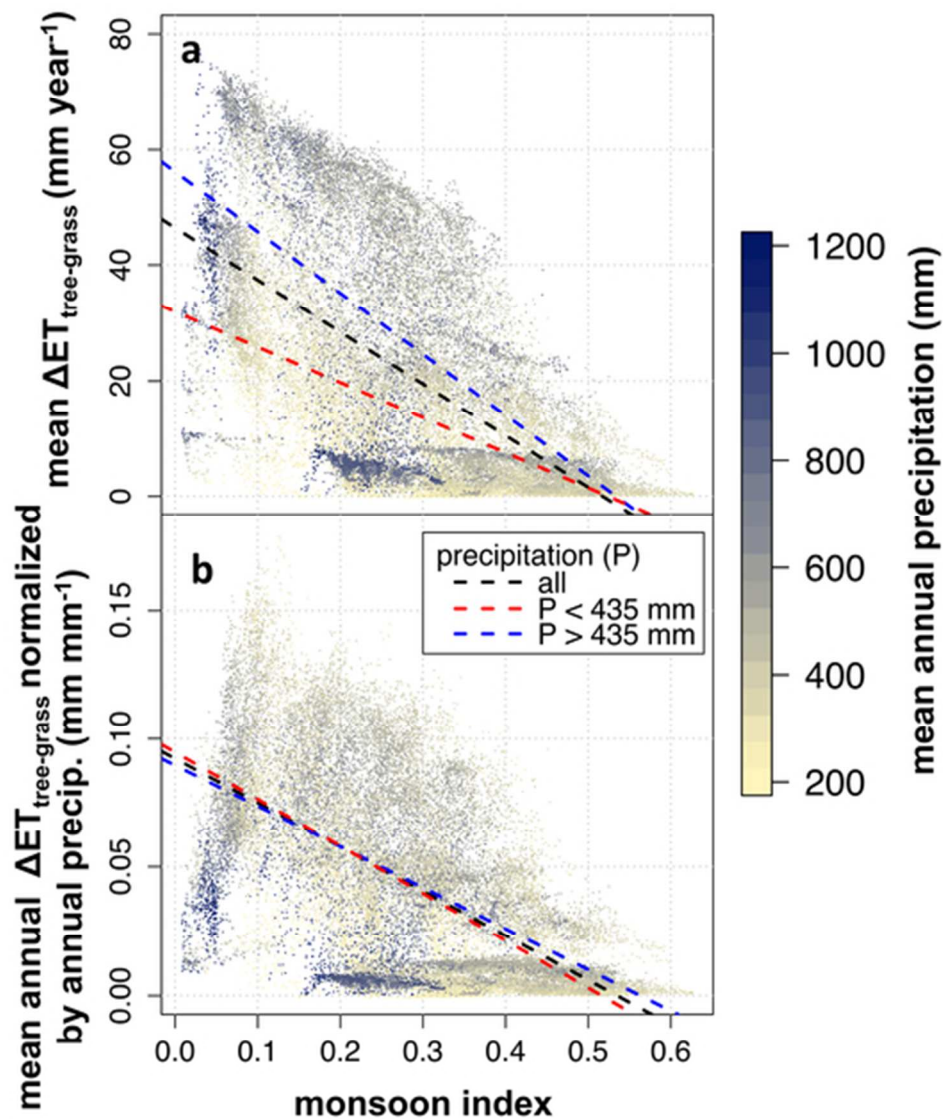 a
mean ΔETtree-grass (mm year-1)
80
60
40
20
0
b
mean annual ΔETtree-grass normalized
by annual precip. (mm mm-1)
0.15
0.10
0.05
0.00
precipitation (P)
all
P < 435 mm
P > 435 mm
0.0 0.1 0.2 0.3 0.4 0.5 0.6
monsoon index
1200
1000
800
600
400
200
mean annual precipitation (mm)